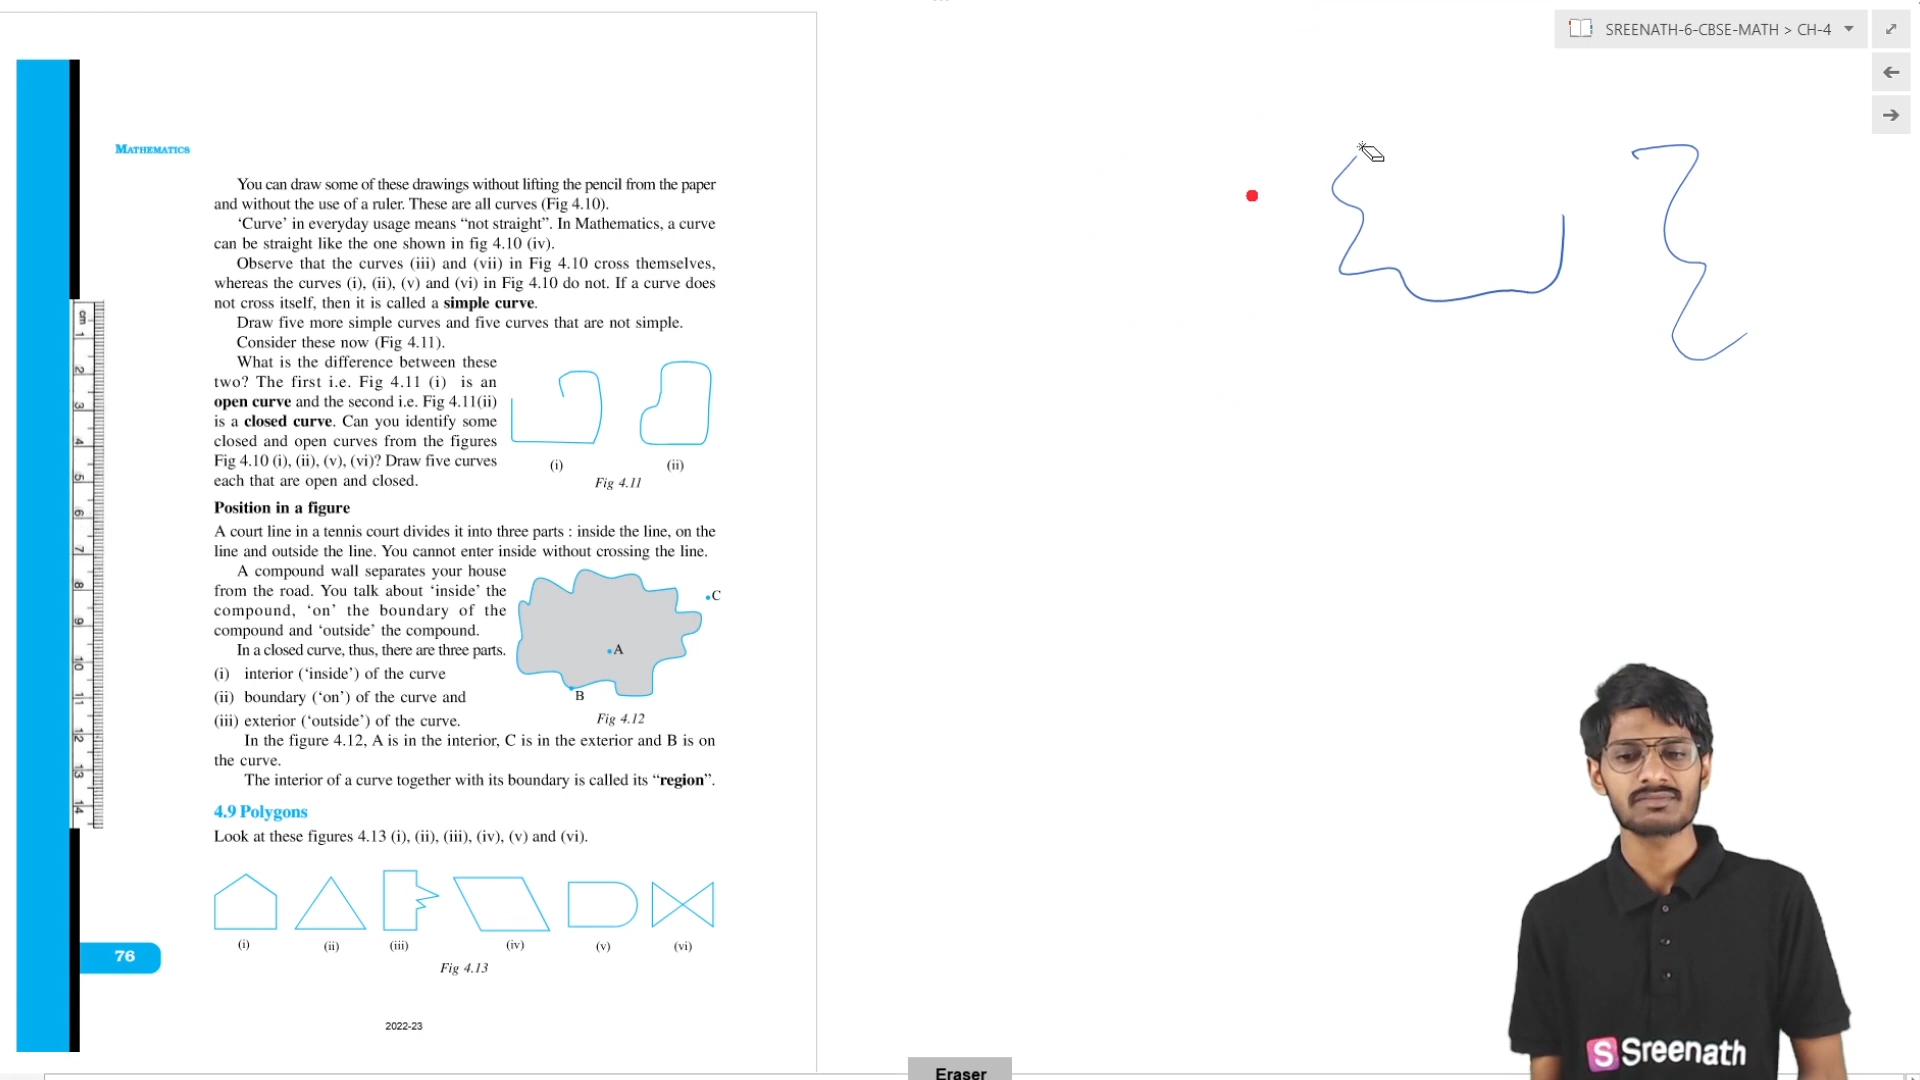 SREENATH-6-CBSE-MATH > CH-4
MATHEMATICS
You can draw some of these drawings without lifting the pencil from the paper
and without the use of a ruler. These are all curves (Fig 4.10).
‘Curve’ in everyday usage means “not straight”. In Mathematics, a curve
can be straight like the one shown in fig 4.10 (iv).
Observe that the curves (iii) and (vii) in Fig 4.10 cross themselves,
whereas the curves (i), (ii), (v) and (vi) in Fig 4.10 do not. If a curve does
not cross itself, then it is called a simple curve.
Draw five more simple curves and five curves that are not simple.
Consider these now (Fig 4.11).
What is the difference between these
two? The first i.e. Fig 4.11 (i) is an
open curve and the second i.e. Fig 4.11(ii)
is a closed curve. Can you identify some
closed and open curves from the figures
Fig 4.10 (i), (ii), (v), (vi)? Draw five curves
each that are open and closed.
(i) (ii)
Fig 4.11
Position in a figure
A court line in a tennis court divides it into three parts : inside the line, on the
line and outside the line. You cannot enter inside without crossing the line.
A compound wall separates your house
from the road. You talk about ‘inside’ the
compound, ‘on’ the boundary of the
compound and ‘outside’ the compound.
In a closed curve, thus, there are three parts.
(i) interior (‘inside’) of the curve
(ii) boundary (‘on’) of the curve and
(iii) exterior (‘outside’) of the curve.
C
A
B
Fig 4.12
In the figure 4.12, A is in the interior, C is in the exterior and B is on
the curve.
The interior of a curve together with its boundary is called its “region”.
4.9 Polygons
Look at these figures 4.13 (i), (ii), (iii), (iv), (v) and (vi).
(i) (ii) (iii) (iv) (v) (vi)
Fig 4.13
76
2022-23
cm 1 2 3 4 5 6 7 8 9 10 11 12 13 14
S Sreenath
Eraser